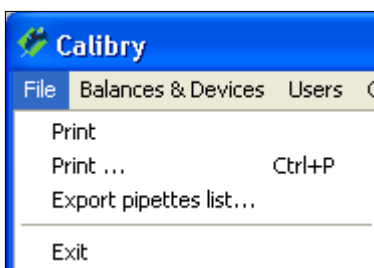 Calibry
File Balances & Devices Users
Print
Print ... Ctrl+P
Export pipettes list...
Exit